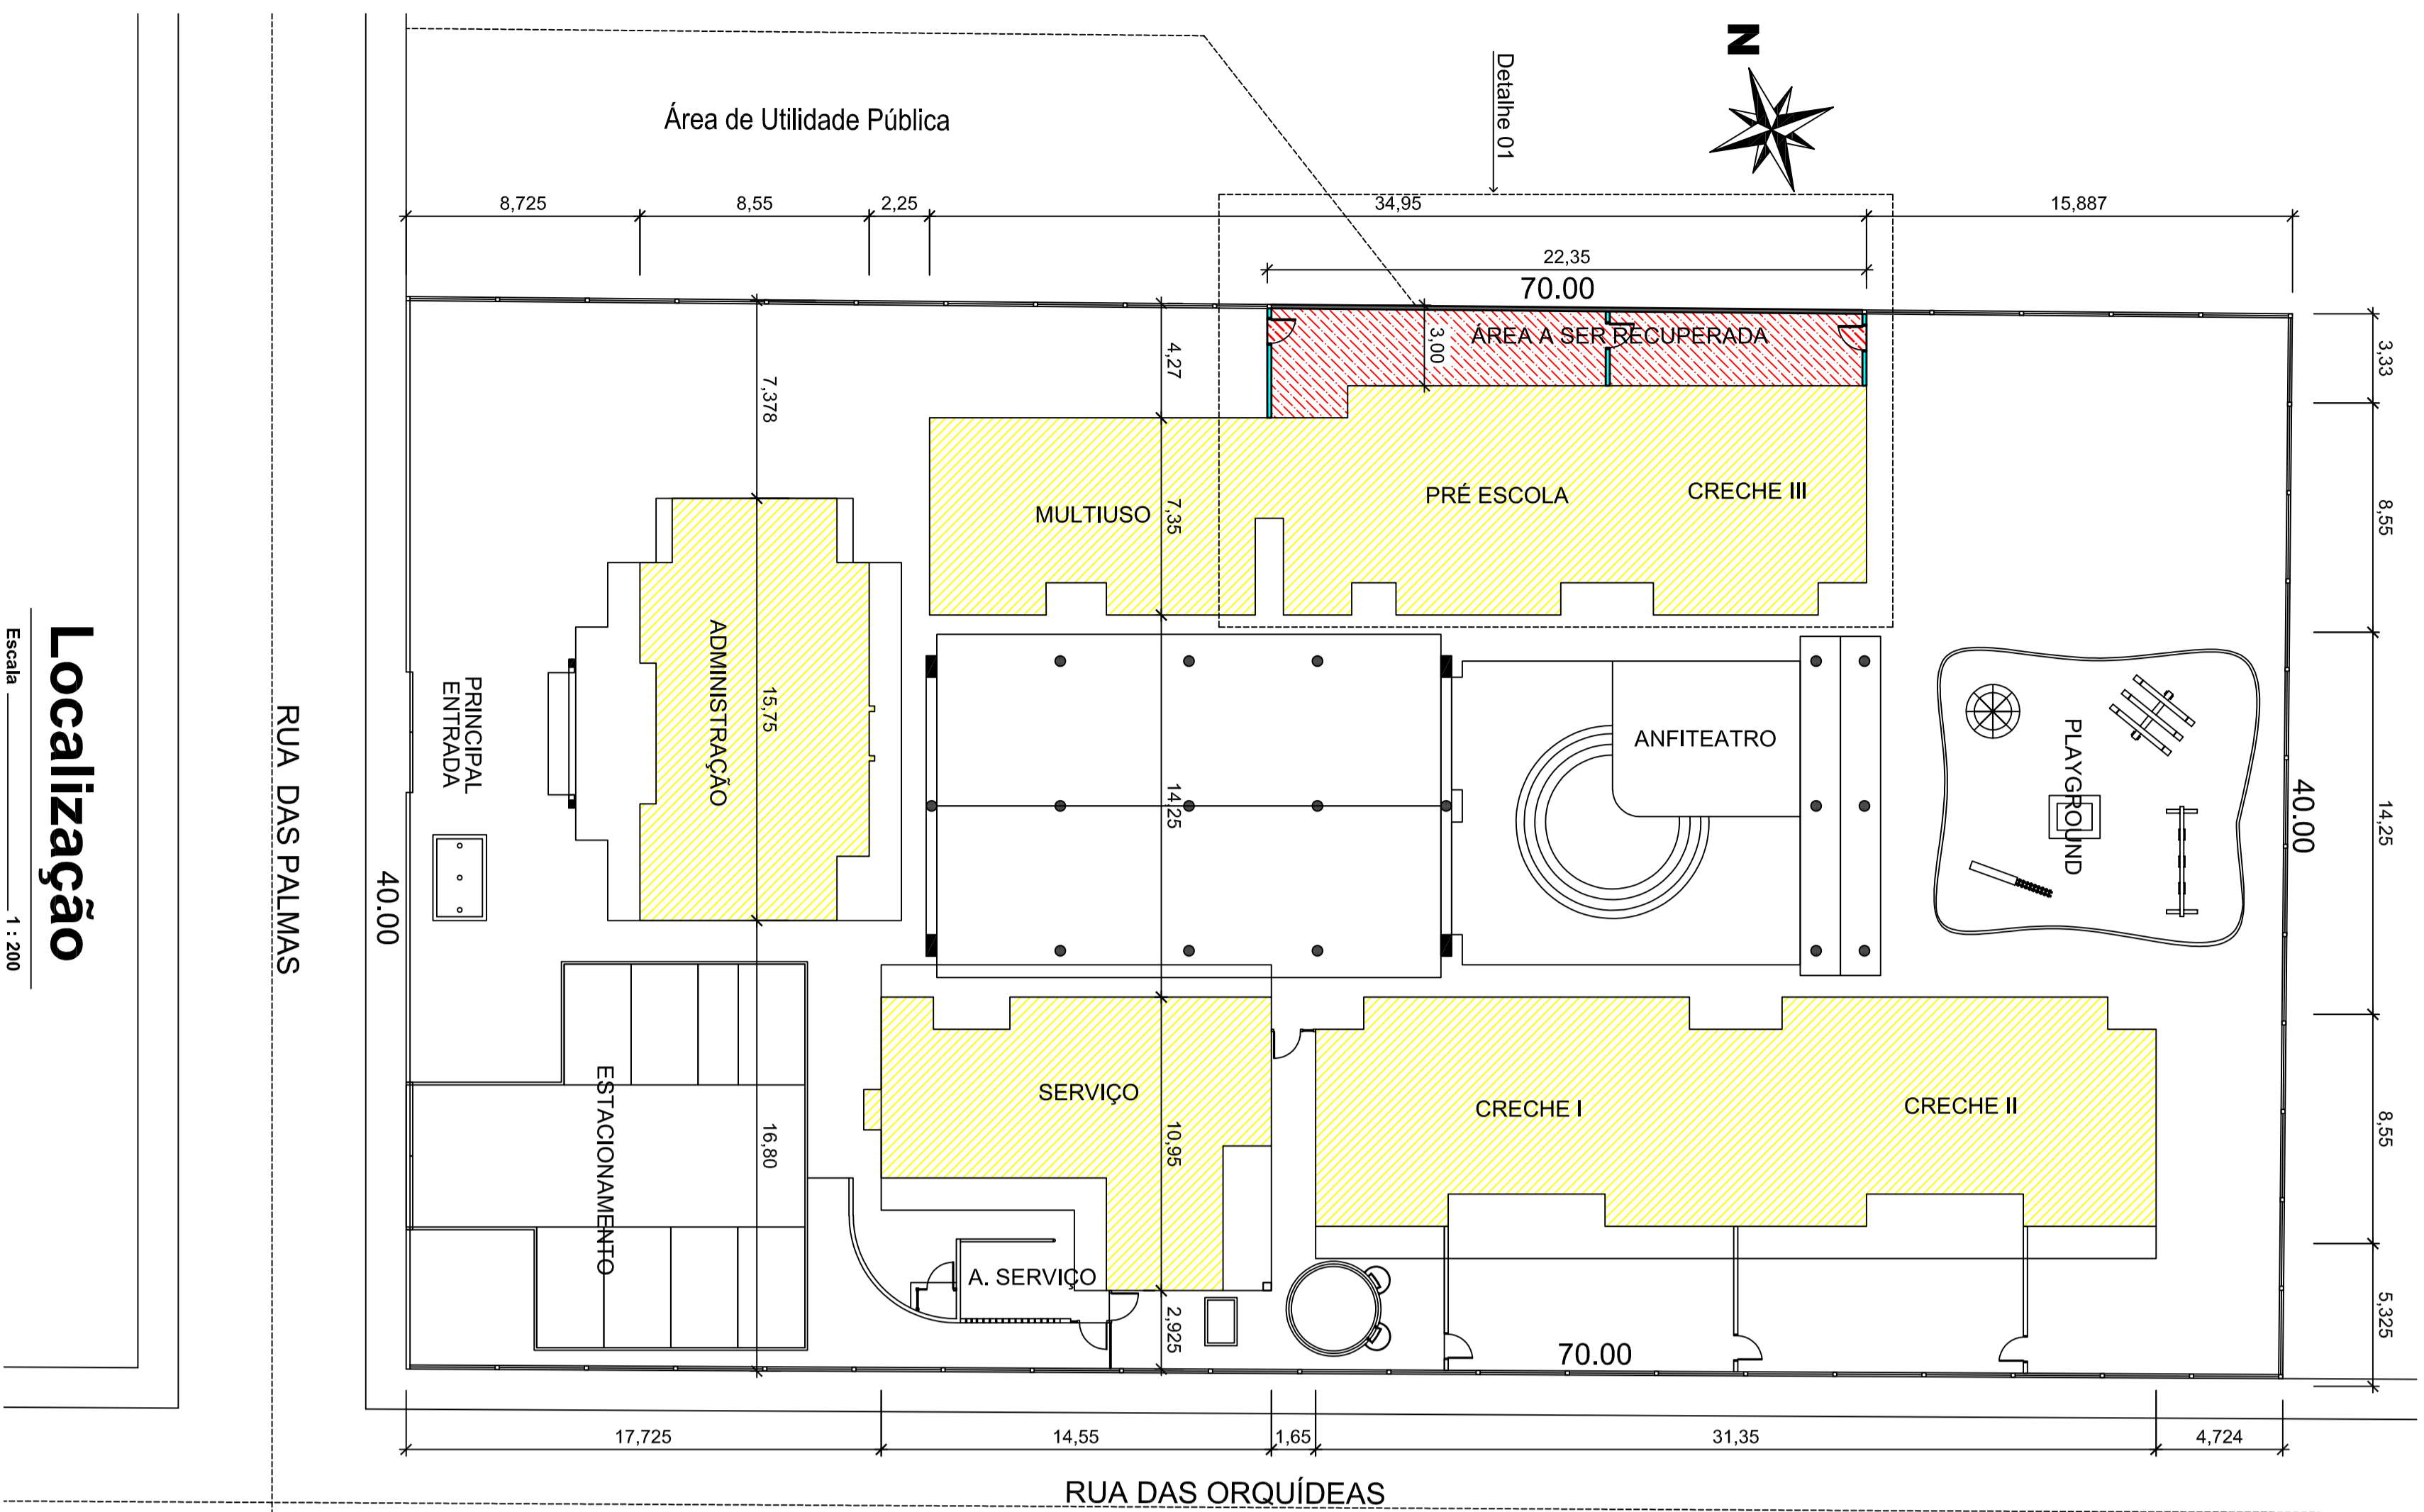 N
Detalhe 01
Área de Utilidade Pública
8,725
8,55
2,25
34,95
15,887
22,35
70.00
ÁREA A SER RECUPERADA
3,00
3,33
4,27
7,378
8,55
MULTIUSO
7,35
PRÉ ESCOLA
CRECHE III
ADMINISTRAÇÃO
15,75
PRINCIPAL
ENTRADA
14,25
ANFITEATRO
PLAYGROUND
40.00
14,25
RUA DAS PALMAS
40.00
Localização
Escala
1 : 200
ESTACIONAMENTO
16,80
SERVIÇO
10,95
CRECHE I
CRECHE II
8,55
A. SERVIÇO
2,925
5,325
70.00
17,725
14,55
1,65
31,35
4,724
RUA DAS ORQUÍDEAS